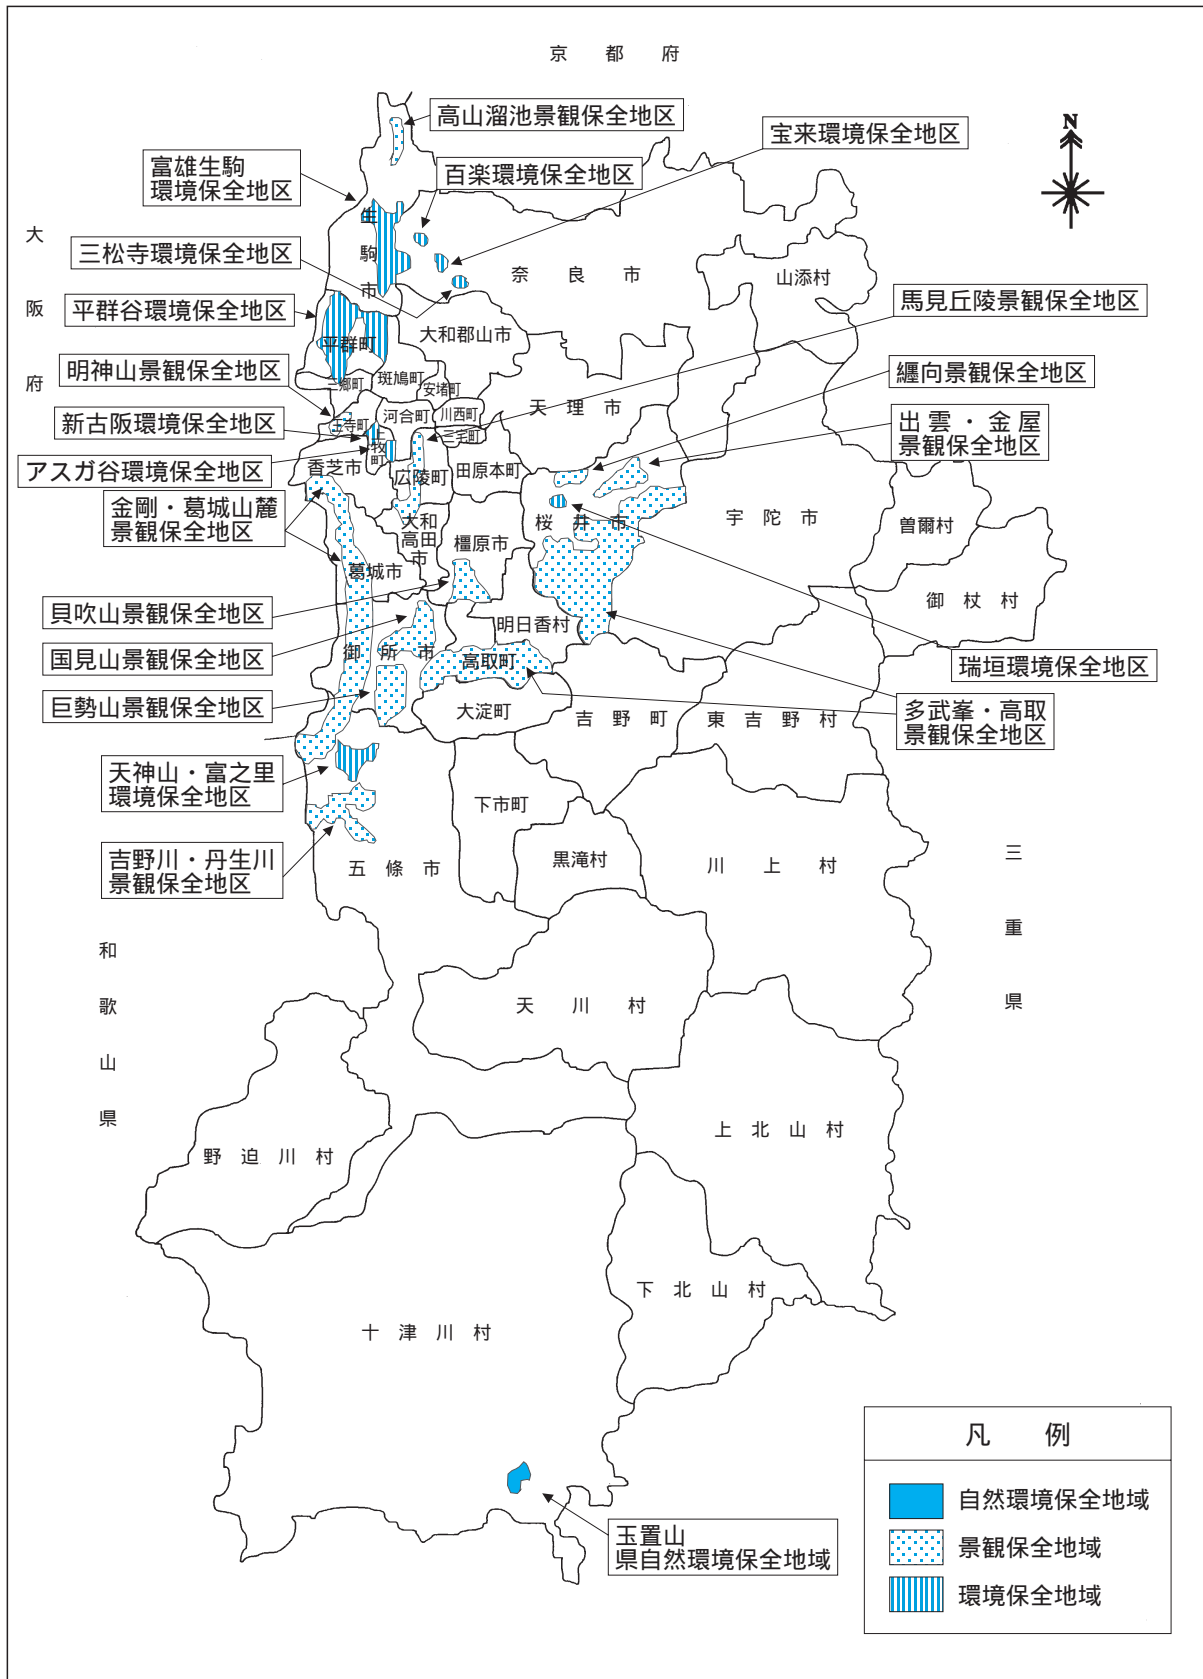 京都府
高山溜池景観保全地区
宝来環境保全地区
富雄生駒
環境保全地区
百楽環境保全地区
N
大阪府
生駒市
三松寺環境保全地区
奈良市
山添村
平群谷環境保全地区
馬見丘陵景観保全地区
大和郡山市
平群町
明神山景観保全地区
三郷町
斑鳩町
安堵町
纒向景観保全地区
天理市
新古阪環境保全地区
王寺町
河合町
川西町
三宅町
出雲・金屋
景観保全地区
上牧町
アスガ谷環境保全地区
香芝市
広陵町
田原本町
金剛・葛城山麓
景観保全地区
大和
高田
市
橿原市
桜井市
宇陀市
曽爾村
葛城市
貝吹山景観保全地区
御杖村
明日香村
国見山景観保全地区
御所市
高取町
瑞垣環境保全地区
巨勢山景観保全地区
大淀町
吉野町
東吉野村
多武峯・高取
景観保全地区
天神山・富之里
環境保全地区
下市町
吉野川・丹生川
景観保全地区
五條市
黒滝村
川上村
三重県
和歌山県
天川村
野迫川村
上北山村
下北山村
十津川村
玉置山
県自然環境保全地域
凡例
自然環境保全地域
景観保全地域
環境保全地域